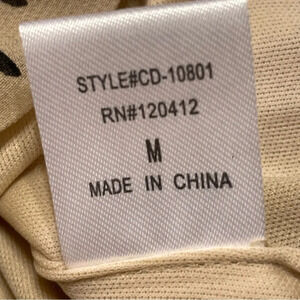 STYLE#CD-10801
RN#120412
M
MADE IN CHINA